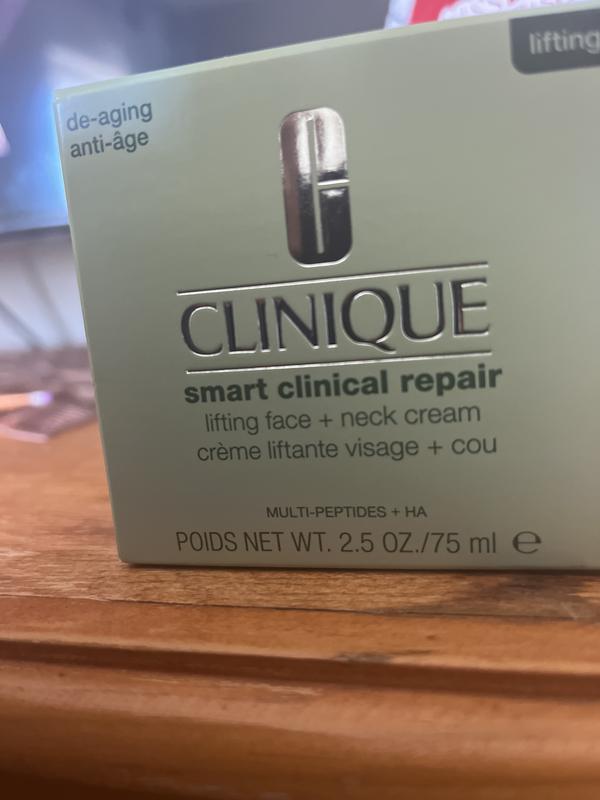 lifting
de-aging
anti-âge
CLINIQUE
smart clinical repair
lifting face + neck cream
crème liftante visage + cou
MULTI-PEPTIDES + HA
POIDS NET WT. 2.5 OZ./75 ml ℮